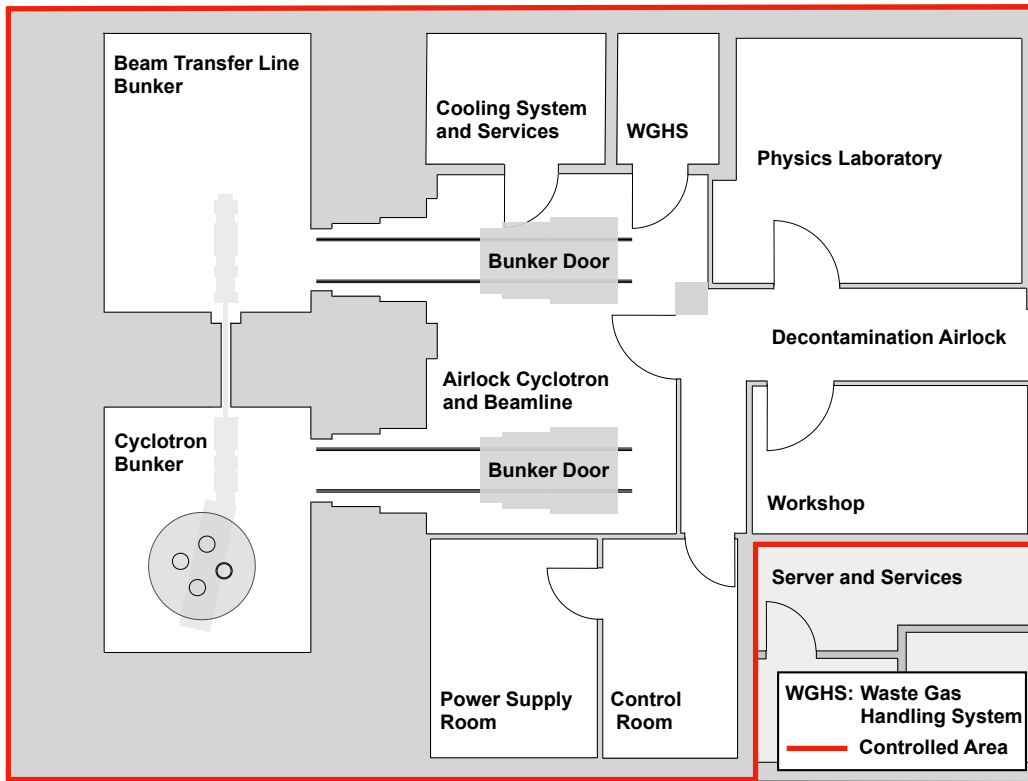 Beam Transfer Line
Bunker
Cooling System
and Services
WGHS
Physics Laboratory
Bunker Door
Decontamination Airlock
Airlock Cyclotron
and Beamline
Cyclotron
Bunker
Bunker Door
Workshop
Server and Services
Power Supply
Room
Control
Room
WGHS: Waste Gas
Handling System
Controlled Area